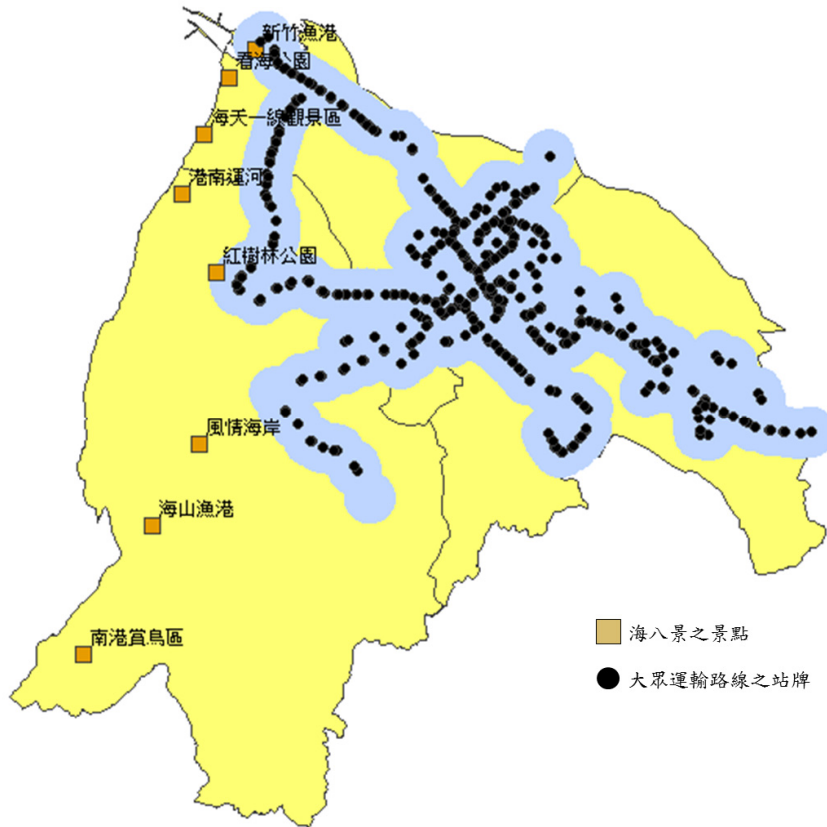 新竹漁港
看海公園
海天一線觀景區
港南運河
紅樹林公園
風情海岸
海山漁港
南港賞鳥區
海八景之景點
大眾運輸路線之站牌